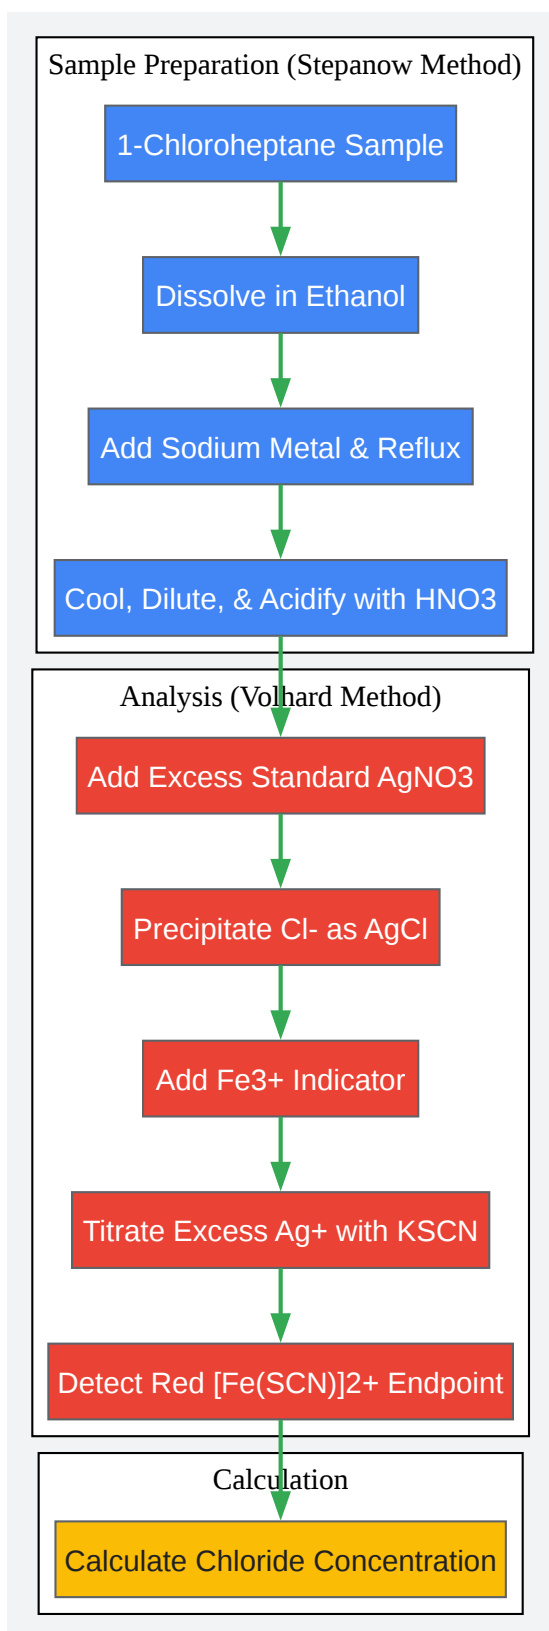 Sample Preparation (Stepanow Method)
1-Chloroheptane Sample
Dissolve in Ethanol
Add Sodium Metal & Reflux
Cool, Dilute, & Acidify with HNO3
Analysis (Volhard Method)
Add Excess Standard AgNO3
Precipitate Cl- as AgCl
Add Fe3+ Indicator
Titrate Excess Ag+ with KSCN
Detect Red [Fe(SCN)]2+ Endpoint
Calculation
Calculate Chloride Concentration